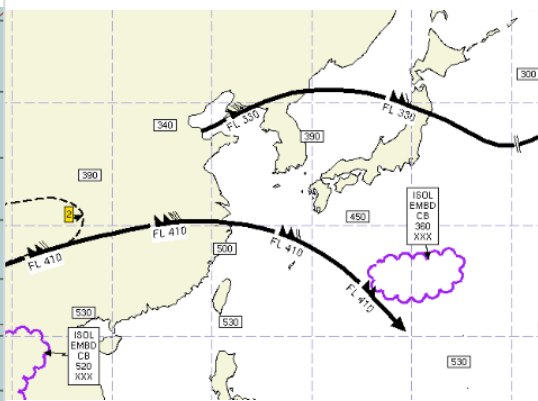 300
FL 330
FL 330
340
390
390
2
ISOL
EMBD
CB
360
XXX
450
FL 410
FL 410
FL 410
500
FL 410
530
530
ISOL
EMBD
CB
520
XXX
530